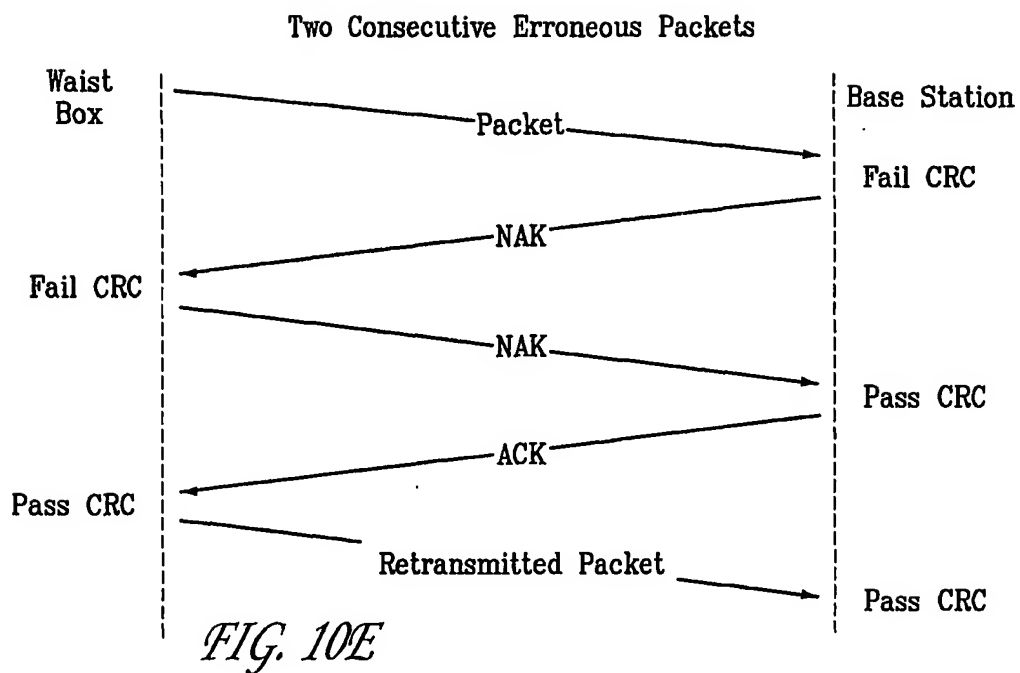 Two Consecutive Erroneous Packets
Waist
Box
Base Station
Packet
Fail CRC
NAK
Fail CRC
NAK
Pass CRC
ACK
Pass CRC
Retransmitted Packet
Pass CRC
FIG. 10E